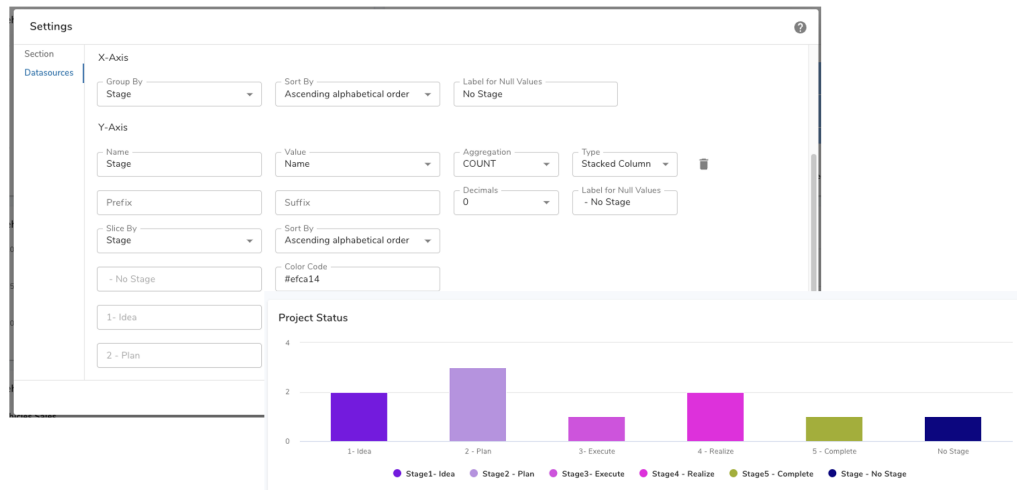 Settings
Section
Datasources
X-Axis
Group By
Stage
Sort By
Ascending alphabetical order
Label for Null Values
No Stage
Y-Axis
Name
Stage
Value
Name
Aggregation
COUNT
Type
Stacked Column
Prefix
Suffix
Decimals
0
Label for Null Values
- No Stage
Slice By
Stage
Sort By
Ascending alphabetical order
- No Stage
Color Code
#efca14
1- Idea
2 - Plan
Project Status
4
2
0
1- Idea
2 - Plan
3- Execute
4 - Realize
5 - Complete
No Stage
Stage1- Idea
Stage2 - Plan
Stage3- Execute
Stage4 - Realize
Stage5 - Complete
Stage - No Stage